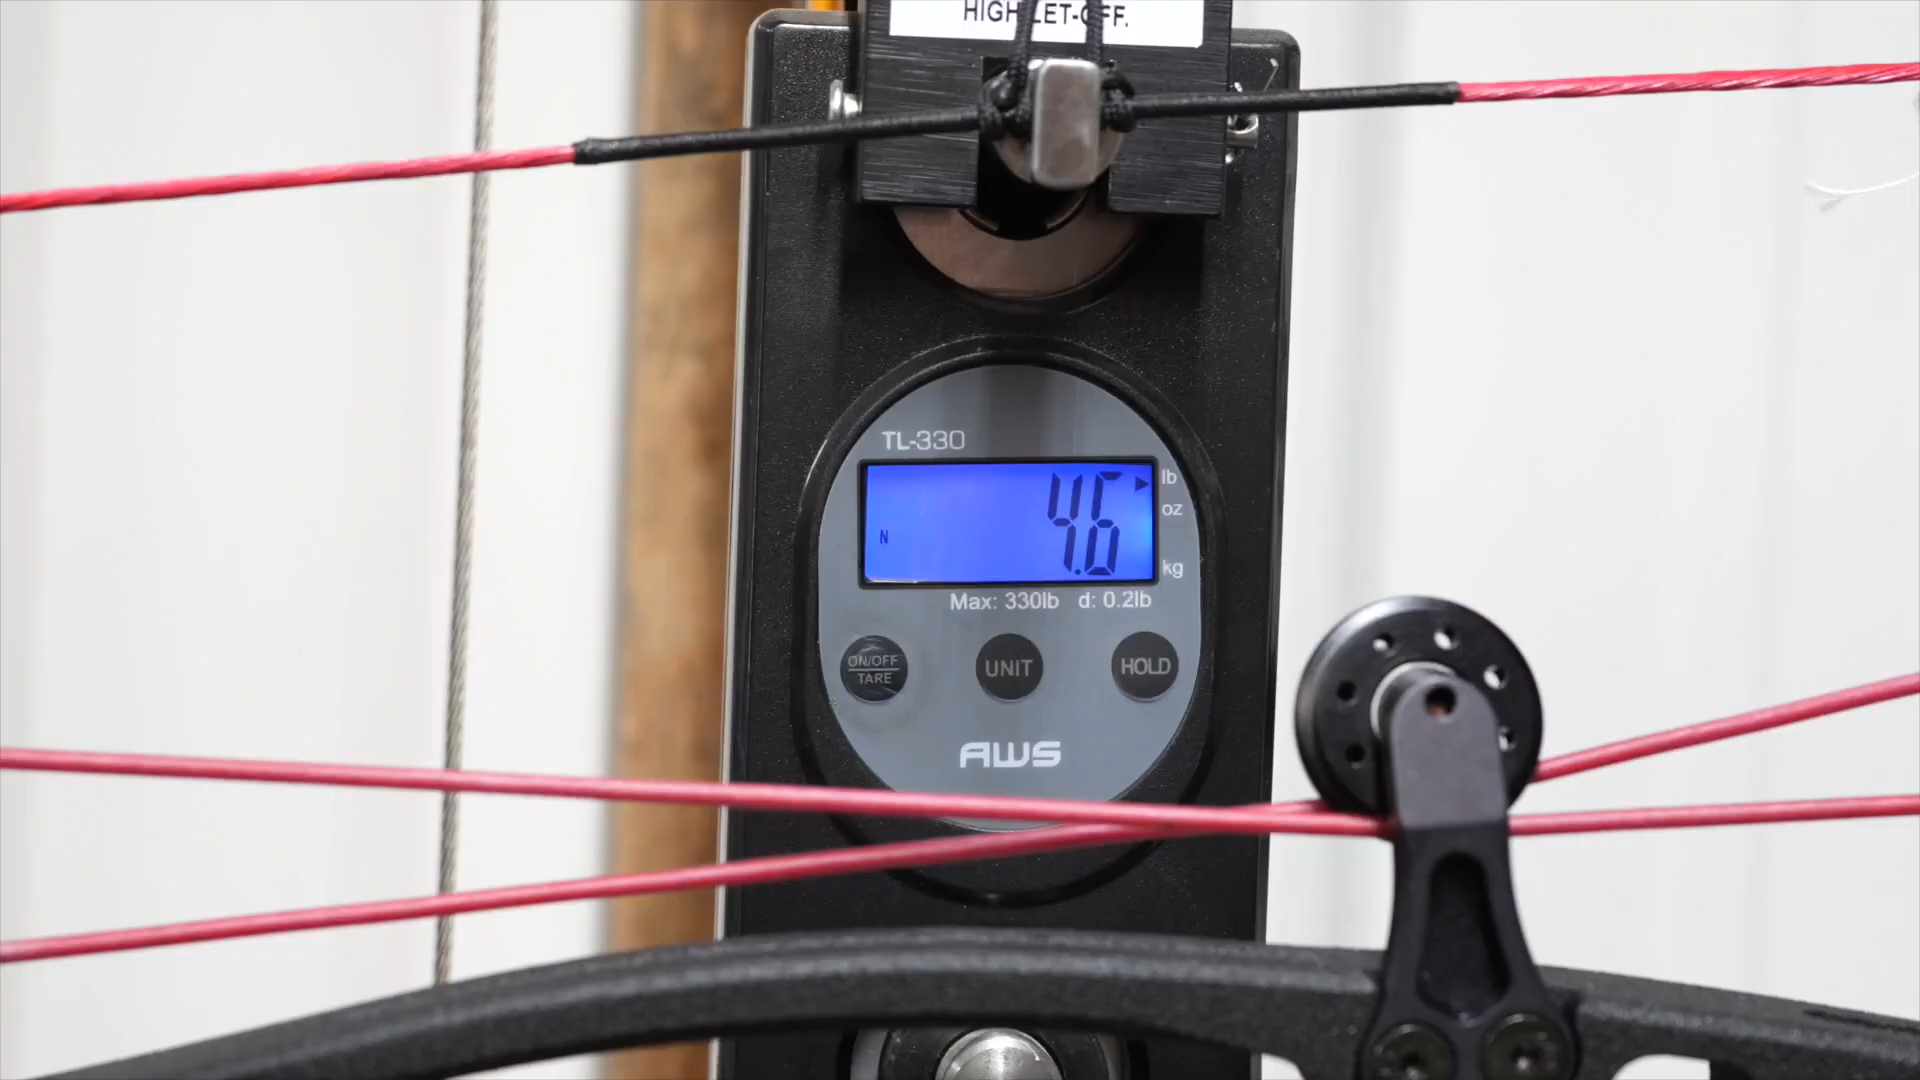 HIGH LET-OFF.
TL-330
lb
4.6
oz
N
kg
Max: 330lb d: 0.2lb
ON/OFF
TARE
UNIT
HOLD
AWS